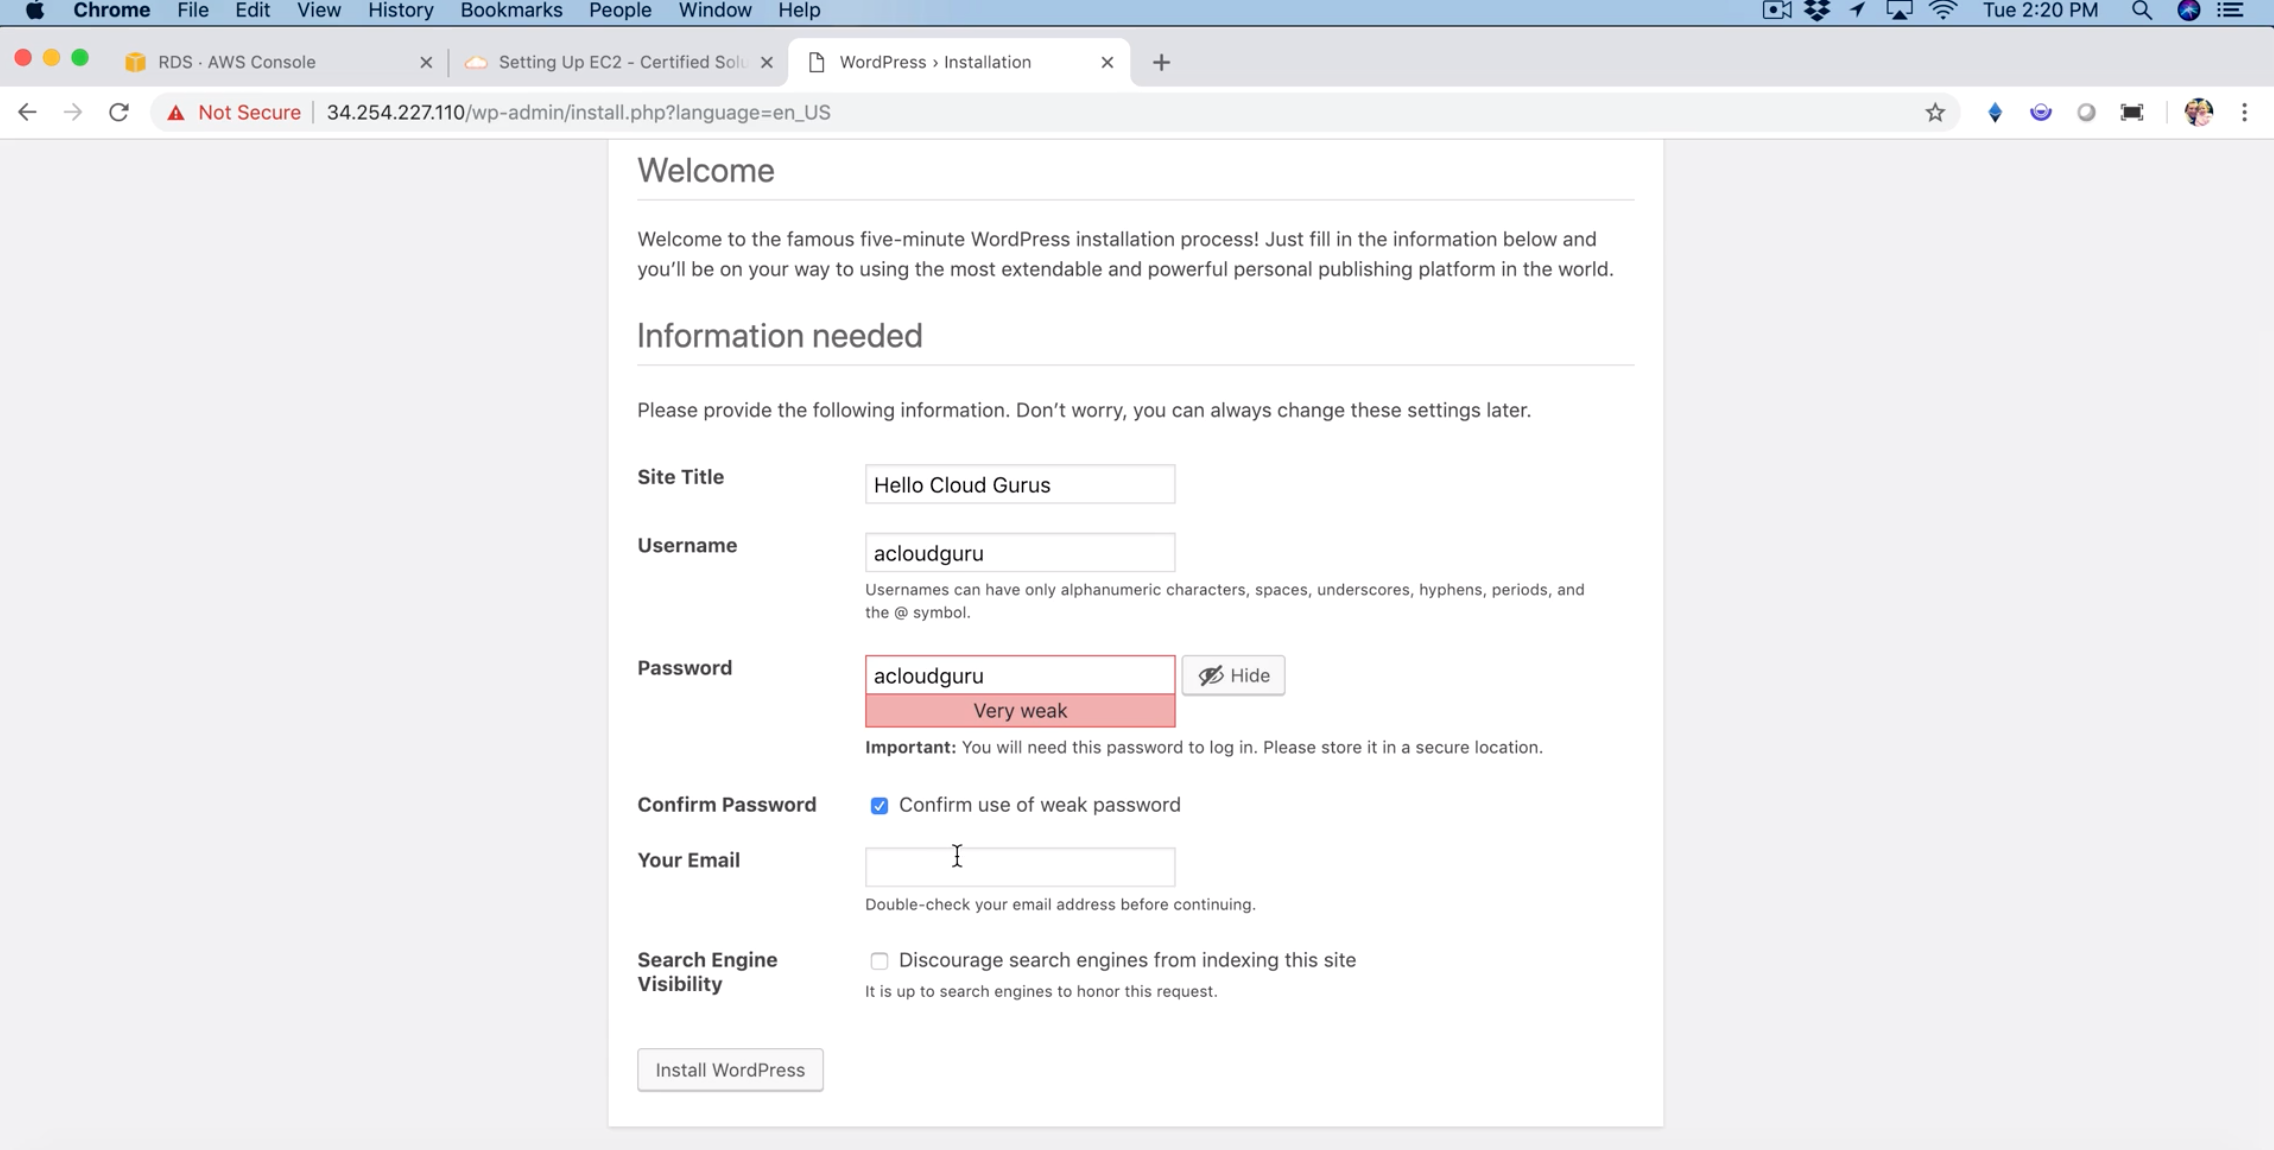 Chrome File Edit View History Bookmarks People Window Help Tue 2:20 PM
RDS · AWS Console Setting Up EC2 - Certified Solu WordPress › Installation
Not Secure 34.254.227.110/wp-admin/install.php?language=en_US
Welcome
Welcome to the famous five-minute WordPress installation process! Just fill in the information below and
you’ll be on your way to using the most extendable and powerful personal publishing platform in the world.
Information needed
Please provide the following information. Don’t worry, you can always change these settings later.
Site Title Hello Cloud Gurus
Username acloudguru
Usernames can have only alphanumeric characters, spaces, underscores, hyphens, periods, and
the @ symbol.
Password acloudguru Hide
Very weak
Important: You will need this password to log in. Please store it in a secure location.
Confirm Password Confirm use of weak password
Your Email
Double-check your email address before continuing.
Search Engine Discourage search engines from indexing this site
Visibility
It is up to search engines to honor this request.
Install WordPress